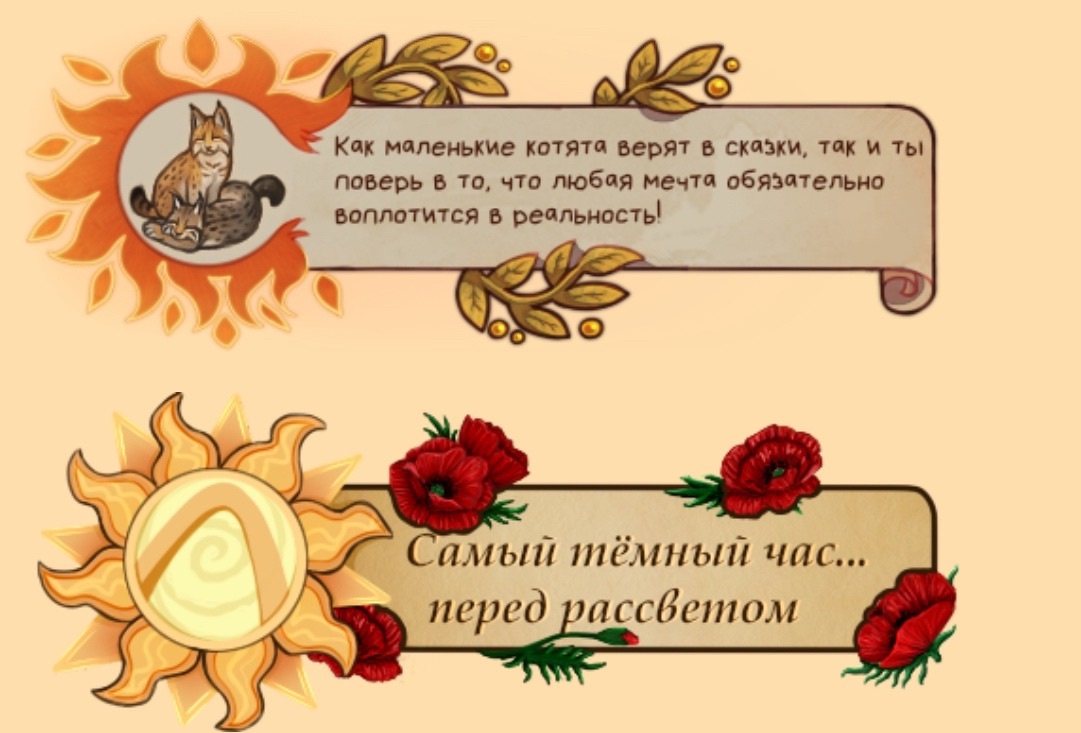 Как маленькие котята верят в сказки, так и ты
поверь в то, что любая мечта обязательно
воплотится в реальность!
Самый тёмный час...
перед рассветом